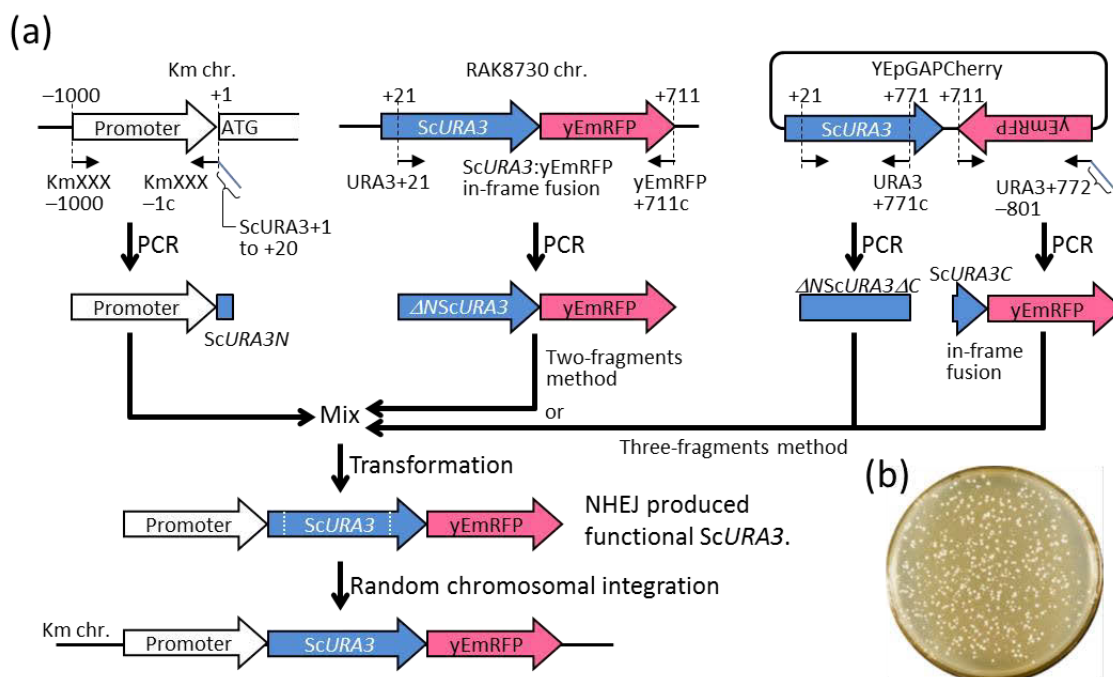 (a)
Km chr.
−1000
+1
Promoter
ATG
KmXXX
−1000
KmXXX
−1c
ScURA3+1
to +20
PCR
Promoter
ScURA3N
RAK8730 chr.
+21
+711
ScURA3
yEmRFP
URA3+21
ScURA3:yEmRFP
in-frame fusion
yEmRFP
+711c
PCR
ΔNScURA3
yEmRFP
Two-fragments
method
or
YEpGAPCherry
+21
+771
+711
ScURA3
yEmRFP
URA3
+771c
URA3+772
−801
PCR
PCR
ΔNScURA3ΔC
ScURA3C
yEmRFP
in-frame
fusion
Three-fragments method
Mix
Transformation
Promoter
ScURA3
yEmRFP
NHEJ produced
functional ScURA3.
Random chromosomal integration
Km chr.
Promoter
ScURA3
yEmRFP
(b)